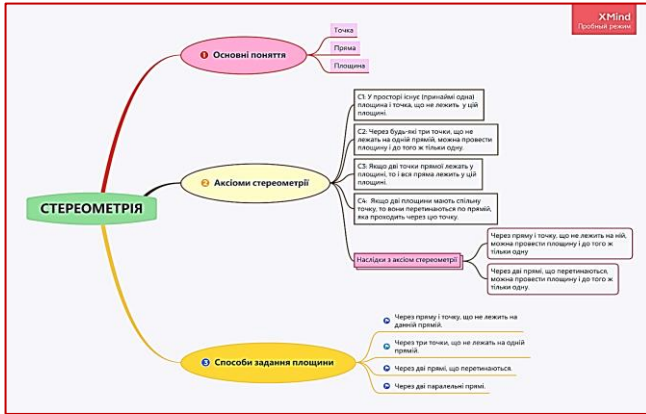 XMind
Пробный режим
СТЕРЕОМЕТРІЯ
1 Основні поняття
Точка
Пряма
Площина
2 Аксіоми стереометрії
С1: У просторі існує (принаймі одна)
площина і точка, що не лежить у цій
площині.
С2: Через будь-які три точки, що не
лежать на одній прямій, можна провести
площину і до того ж тільки одну.
С3: Якщо дві точки прямої лежать у
площині, то і вся пряма лежить у цій
площині.
С4: Якщо дві площини мають спільну
точку, то вони перетинаються по прямій,
яка проходить через цю точку.
Наслідки з аксіом стереометрії
Через пряму і точку, що не лежить на ній,
можна провести площину і до того ж
тільки одну
Через дві прямі, що перетинаються,
можна провести площину і до того ж
тільки одну.
3 Способи задання площини
Через пряму і точку, що не лежить на
данній прямій.
Через три точки, що не лежать на одній
прямій.
Через дві прямі, що перетинаються.
Через дві паралельні прямі.